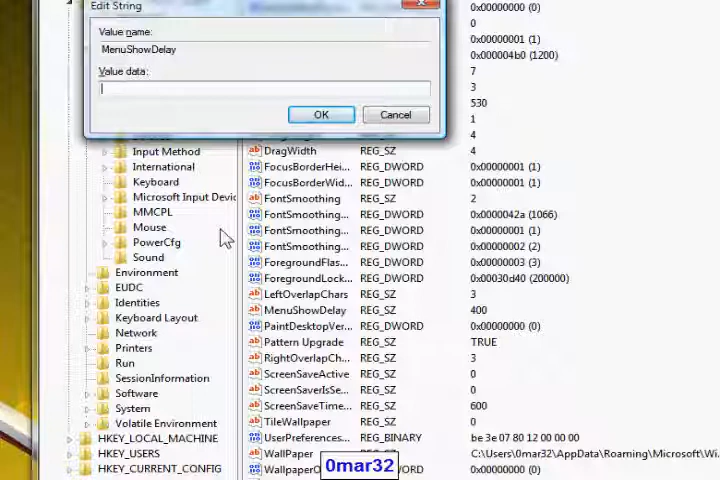 Edit String
Value name:
MenuShowDelay
Value data:
OK Cancel
0x00000000 (0)
0
0x00000001 (1)
0x000004b0 (1200)
7
3
530
1
4
DragWidth REG_SZ 4
FocusBorderHei... REG_DWORD 0x00000001 (1)
FocusBorderWid... REG_DWORD 0x00000001 (1)
FontSmoothing REG_SZ 2
FontSmoothing... REG_DWORD 0x0000042a (1066)
FontSmoothing... REG_DWORD 0x00000001 (1)
FontSmoothing... REG_DWORD 0x00000002 (2)
ForegroundFlas... REG_DWORD 0x00000003 (3)
ForegroundLock... REG_DWORD 0x00030d40 (200000)
LeftOverlapChars REG_SZ 3
MenuShowDelay REG_SZ 400
PaintDesktopVer... REG_DWORD 0x00000000 (0)
Pattern Upgrade REG_SZ TRUE
RightOverlapCh... REG_SZ 3
ScreenSaveActive REG_SZ 0
ScreenSaverIsSe... REG_SZ 0
ScreenSaveTime... REG_SZ 600
TileWallpaper REG_SZ 0
UserPreferences... REG_BINARY be 3e 07 80 12 00 00 00
WallPaper C:\Users\0mar32\AppData\Roaming\Microsoft\Wi...
WallpaperO 0x00000000 (0)
Input Method
International
Keyboard
Microsoft Input Devic
MMCPL
Mouse
PowerCfg
Sound
Environment
EUDC
Identities
Keyboard Layout
Network
Printers
Run
SessionInformation
Software
System
Volatile Environment
HKEY_LOCAL_MACHINE
HKEY_USERS
HKEY_CURRENT_CONFIG
0mar32